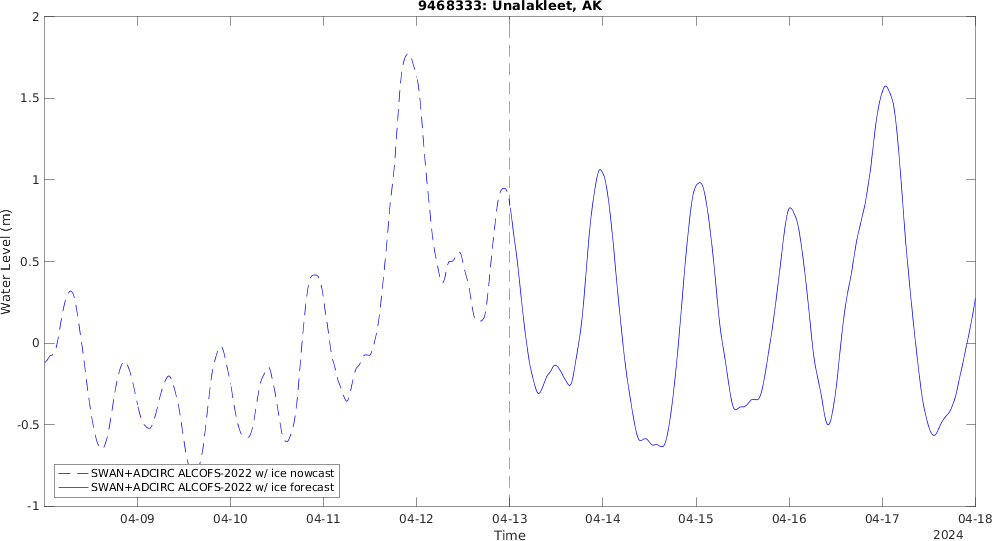 9468333: Unalakleet, AK
2
1.5
1
0.5
0
-0.5
-1
Water Level (m)
SWAN+ADCIRC ALCOFS-2022 w/ ice nowcast
SWAN+ADCIRC ALCOFS-2022 w/ ice forecast
04-09 04-10 04-11 04-12 04-13 04-14 04-15 04-16 04-17 04-18
Time
2024